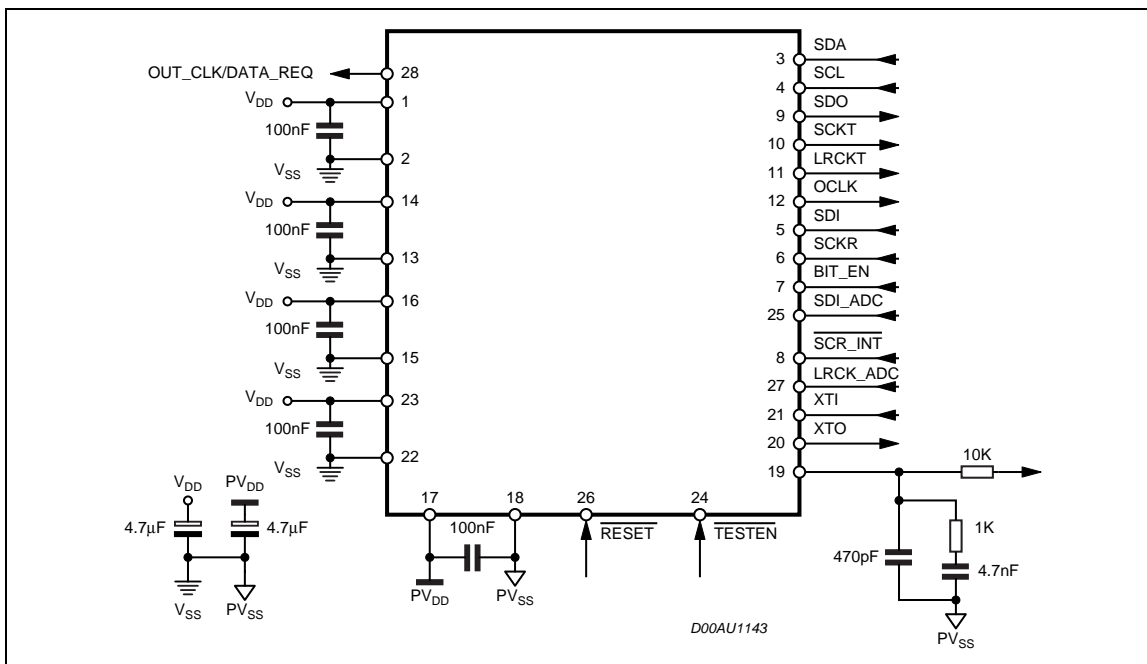 OUT_CLK/DATA_REQ
28
VDD
1
100nF
2
VSS
VDD
14
100nF
13
VSS
VDD
16
100nF
15
VSS
VDD
23
100nF
22
VSS
3
SDA
4
SCL
9
SDO
10
SCKT
11
LRCKT
12
OCLK
5
SDI
6
SCKR
7
BIT_EN
25
SDI_ADC
8
SCR_INT
27
LRCK_ADC
21
XTI
20
XTO
19
10K
1K
470pF
4.7nF
PVSS
VDD
PVDD
4.7µF
4.7µF
VSS
PVSS
17
18
26
24
100nF
RESET
TESTEN
PVDD
PVSS
D00AU1143